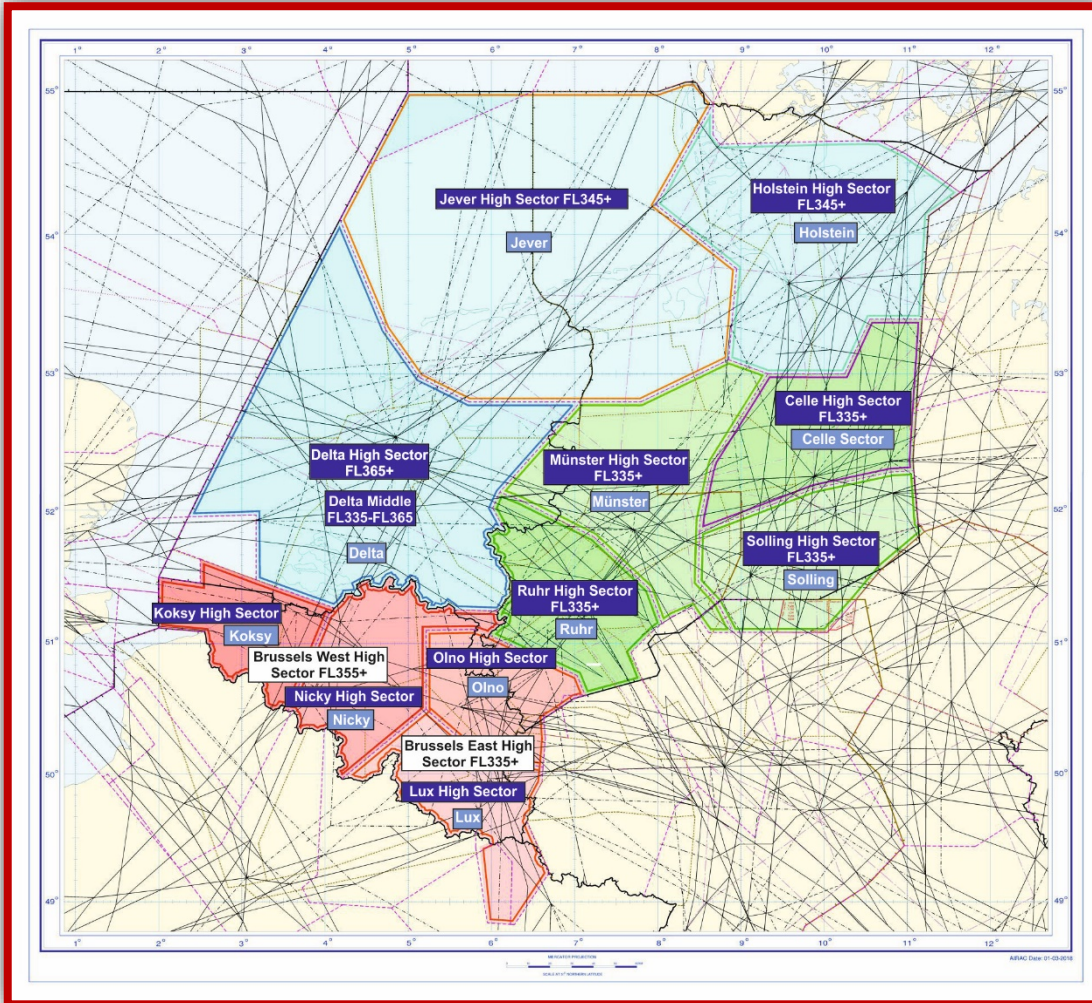 1° 2° 3° 4° 5° 6° 7° 8° 9° 10° 11° 12°
55° 55°
Jever High Sector FL345+
Holstein High Sector
FL345+
Holstein
Jever
54° 54°
53° 53°
Celle High Sector
FL335+
Celle Sector
Delta High Sector
FL365+
Münster High Sector
FL335+
Münster
Delta Middle
FL335-FL365
52° 52°
Delta
Solling High Sector
FL335+
Solling
Ruhr High Sector
FL335+
Ruhr
Koksy High Sector
Koksy
51° 51°
Brussels West High
Sector FL355+
Olno High Sector
Olno
Nicky High Sector
Nicky
Brussels East High
Sector FL335+
50° 50°
Lux High Sector
Lux
49° 49°
1° 2° 3° 4° 5° 6° 7° 8° 9° 10° 11° 12°
MERCATOR PROJECTION
AIRAC Date: 01-03-2018